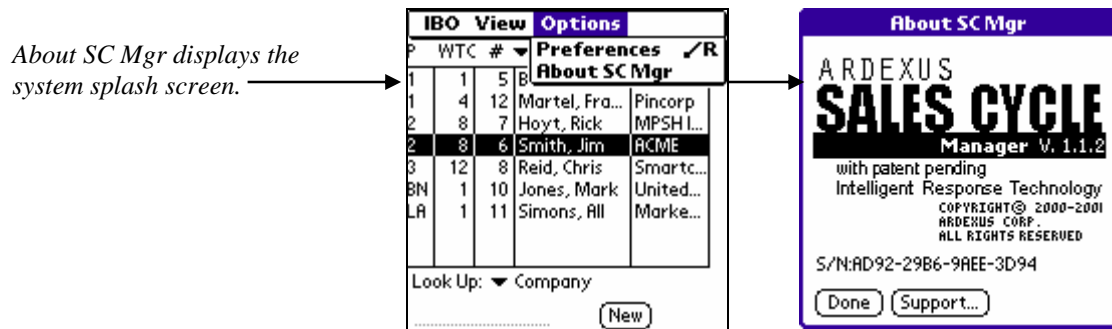 About SC Mgr displays the
system splash screen.
IBO View Options
Preferences ✓R
About SC Mgr
P WTC #
1 1 5 B
1 4 12 Martel, Fra... Pincorp
2 8 7 Hoyt, Rick MPSH I...
2 8 6 Smith, Jim ACME
3 12 8 Reid, Chris Smartc...
BN 1 10 Jones, Mark United...
LA 1 11 Simons, All Marke...
Look Up: Company
New
About SC Mgr
ARDEXUS
SALES CYCLE
Manager V. 1.1.2
with patent pending
Intelligent Response Technology
COPYRIGHT© 2000-2001
ARDEXUS CORP.
ALL RIGHTS RESERVED
S/N:AD92-29B6-9AEE-3D94
Done Support...